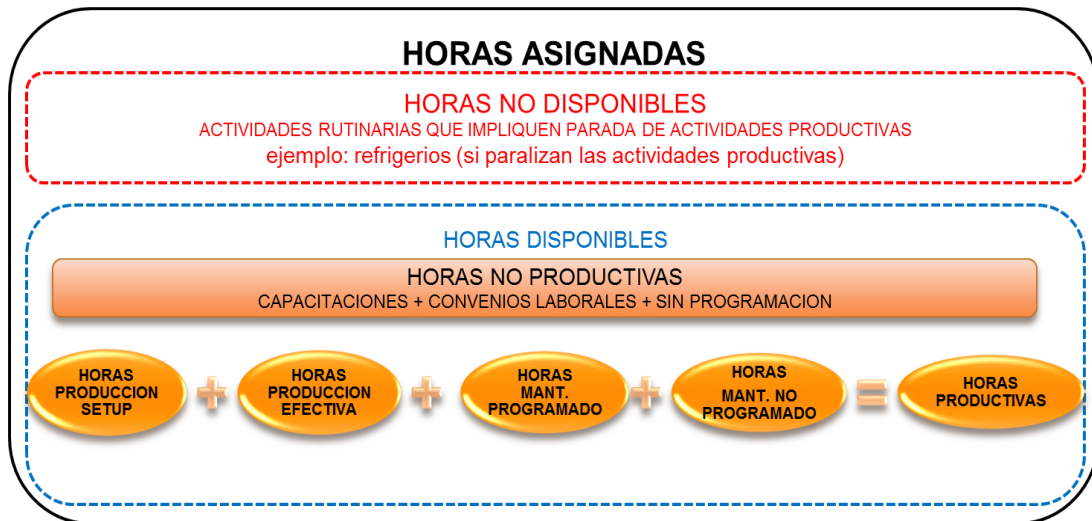 HORAS ASIGNADAS
HORAS NO DISPONIBLES
ACTIVIDADES RUTINARIAS QUE IMPLIQUEN PARADA DE ACTIVIDADES PRODUCTIVAS
ejemplo: refrigerios (si paralizan las actividades productivas)
HORAS DISPONIBLES
HORAS NO PRODUCTIVAS
CAPACITACIONES + CONVENIOS LABORALES + SIN PROGRAMACION
HORAS
PRODUCCION
SETUP
+
HORAS
PRODUCCION
EFECTIVA
+
HORAS
MANT.
PROGRAMADO
+
HORAS
MANT. NO
PROGRAMADO
=
HORAS
PRODUCTIVAS